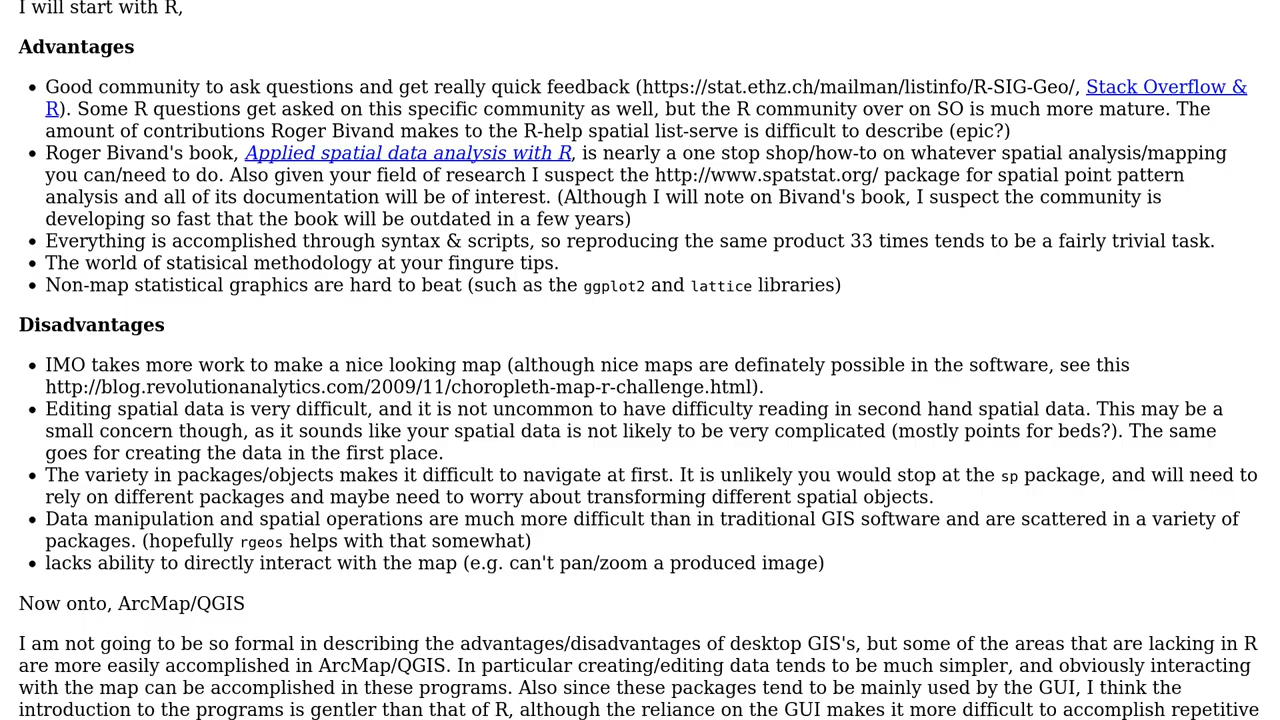 I will start with R,
Advantages
• Good community to ask questions and get really quick feedback (https://stat.ethz.ch/mailman/listinfo/R-SIG-Geo/, Stack Overflow &
R). Some R questions get asked on this specific community as well, but the R community over on SO is much more mature. The
amount of contributions Roger Bivand makes to the R-help spatial list-serve is difficult to describe (epic?)
• Roger Bivand's book, Applied spatial data analysis with R, is nearly a one stop shop/how-to on whatever spatial analysis/mapping
you can/need to do. Also given your field of research I suspect the http://www.spatstat.org/ package for spatial point pattern
analysis and all of its documentation will be of interest. (Although I will note on Bivand's book, I suspect the community is
developing so fast that the book will be outdated in a few years)
• Everything is accomplished through syntax & scripts, so reproducing the same product 33 times tends to be a fairly trivial task.
• The world of statisical methodology at your fingure tips.
• Non-map statistical graphics are hard to beat (such as the ggplot2 and lattice libraries)
Disadvantages
• IMO takes more work to make a nice looking map (although nice maps are definately possible in the software, see this
http://blog.revolutionanalytics.com/2009/11/choropleth-map-r-challenge.html).
• Editing spatial data is very difficult, and it is not uncommon to have difficulty reading in second hand spatial data. This may be a
small concern though, as it sounds like your spatial data is not likely to be very complicated (mostly points for beds?). The same
goes for creating the data in the first place.
• The variety in packages/objects makes it difficult to navigate at first. It is unlikely you would stop at the sp package, and will need to
rely on different packages and maybe need to worry about transforming different spatial objects.
• Data manipulation and spatial operations are much more difficult than in traditional GIS software and are scattered in a variety of
packages. (hopefully rgeos helps with that somewhat)
• lacks ability to directly interact with the map (e.g. can't pan/zoom a produced image)
Now onto, ArcMap/QGIS
I am not going to be so formal in describing the advantages/disadvantages of desktop GIS's, but some of the areas that are lacking in R
are more easily accomplished in ArcMap/QGIS. In particular creating/editing data tends to be much simpler, and obviously interacting
with the map can be accomplished in these programs. Also since these packages tend to be mainly used by the GUI, I think the
introduction to the programs is gentler than that of R, although the reliance on the GUI makes it more difficult to accomplish repetitive